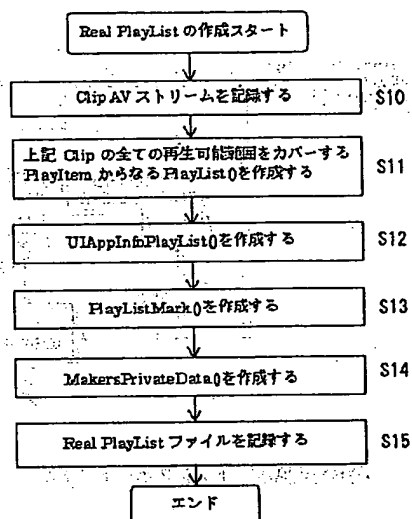 Real PlayList の作成スタート
Clip AV ストリームを記録する
S10
上記 Clip の全ての再生可能範囲をカバーする
PlayItem からなる PlayList()を作成する
S11
UIAppInfoPlayList()を作成する
S12
PlayListMark()を作成する
S13
MakersPrivateData()を作成する
S14
Real PlayList ファイルを記録する
S15
エンド